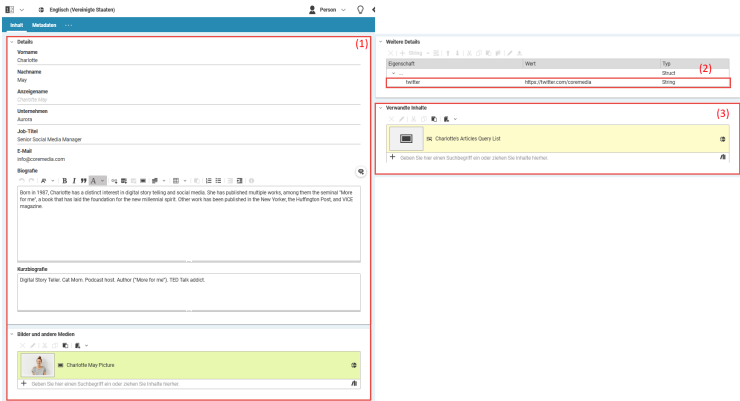 Englisch (Vereinigte Staaten)
Person
Inhalt Metadaten ...
(1)
Details
Vorname
Charlotte
Nachname
May
Anzeigename
Charlotte May
Unternehmen
Aurora
Job-Titel
Senior Social Media Manager
E-Mail
info@coremedia.com
Biografie
Born in 1987, Charlotte has a distinct interest in digital story telling and social media. She has published multiple works, among them the seminal "More
for me", a book that has laid the foundation for the new millennial spirit. Other work has been published in the New Yorker, the Huffington Post, and VICE
magazine.
Kurzbiografie
Digital Story Teller. Cat Mom. Podcast host. Author ("More for me"). TED Talk addict.
Bilder und andere Medien
Charlotte May Picture
Geben Sie hier einen Suchbegriff ein oder ziehen Sie Inhalte hierher.
Weitere Details
String
Eigenschaft Wert Typ
... Struct
(2)
twitter https://twitter.com/coremedia String
Verwandte Inhalte
(3)
Charlotte's Articles Query List
Geben Sie hier einen Suchbegriff ein oder ziehen Sie Inhalte hierher.